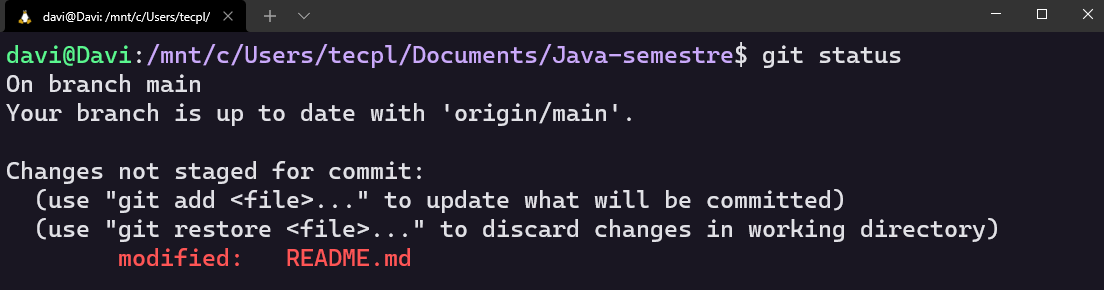 davi@Davi: /mnt/c/Users/tecpl/
davi@Davi:/mnt/c/Users/tecpl/Documents/Java-semestre$ git status
On branch main
Your branch is up to date with 'origin/main'.
Changes not staged for commit:
  (use "git add <file>..." to update what will be committed)
  (use "git restore <file>..." to discard changes in working directory)
        modified:   README.md